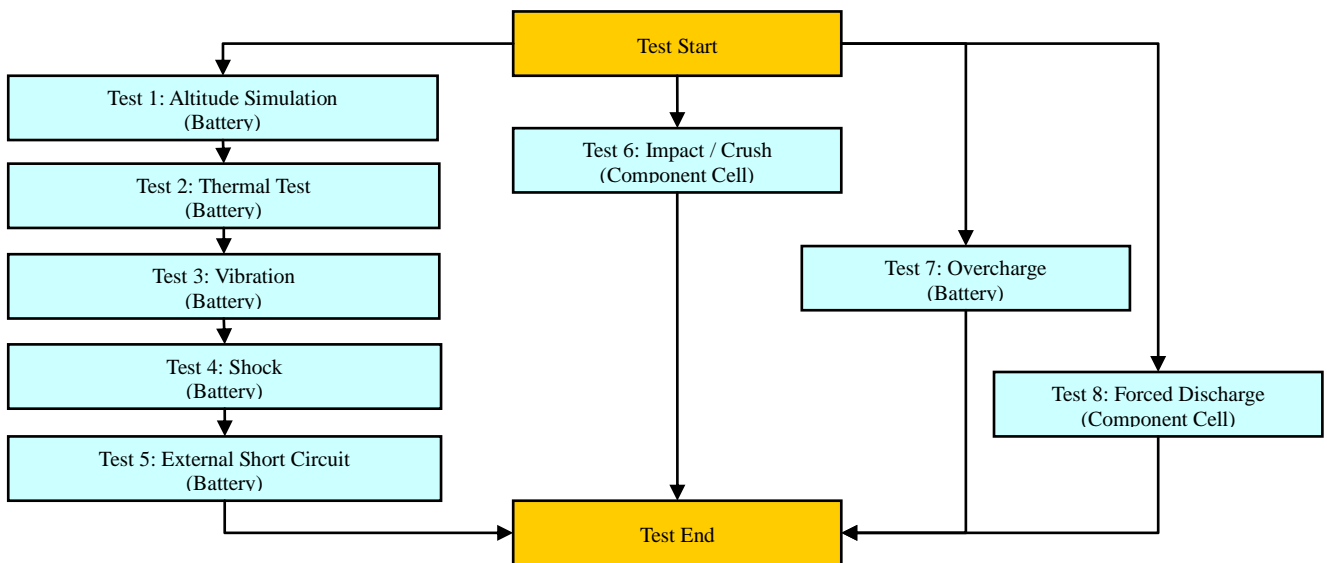 Test Start
Test 1: Altitude Simulation
(Battery)
Test 2: Thermal Test
(Battery)
Test 3: Vibration
(Battery)
Test 4: Shock
(Battery)
Test 5: External Short Circuit
(Battery)
Test 6: Impact / Crush
(Component Cell)
Test 7: Overcharge
(Battery)
Test 8: Forced Discharge
(Component Cell)
Test End